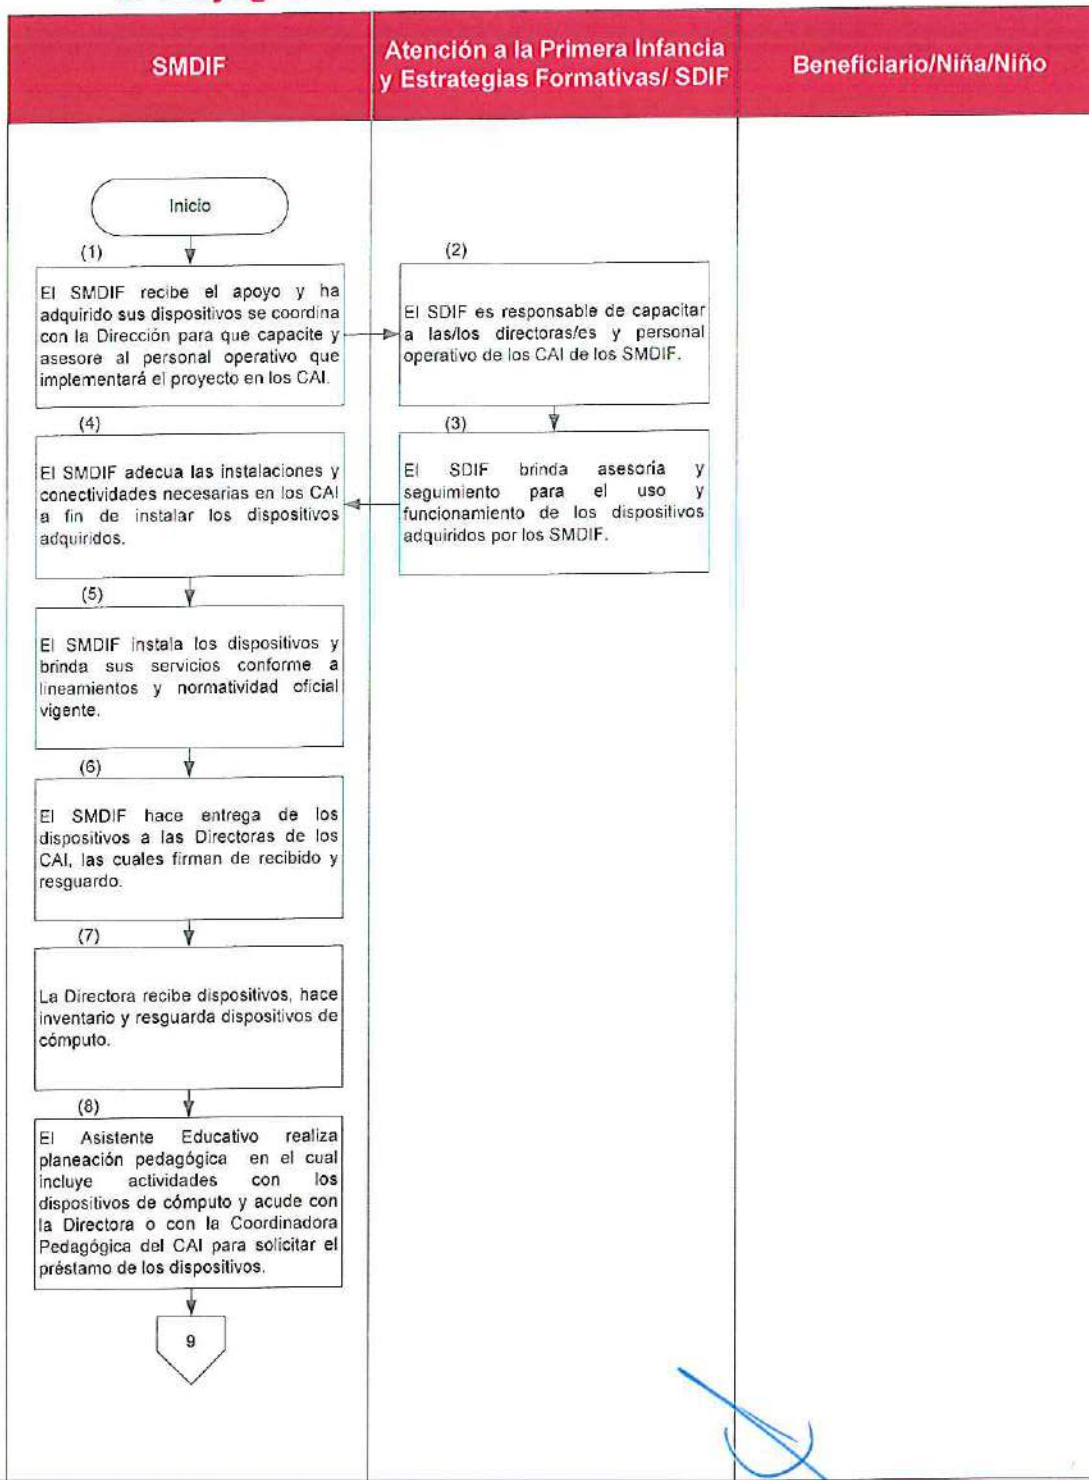 SMDIF
Atención a la Primera Infancia
y Estrategias Formativas/ SDIF
Beneficiario/Niña/Niño
Inicio
(1)
El SMDIF recibe el apoyo y ha
adquirido sus dispositivos se coordina
con la Dirección para que capacite y
asesore al personal operativo que
implementará el proyecto en los CAI.
(2)
El SDIF es responsable de capacitar
a las/los directoras/es y personal
operativo de los CAI de los SMDIF.
(3)
El SDIF brinda asesoría y
seguimiento para el uso y
funcionamiento de los dispositivos
adquiridos por los SMDIF.
(4)
El SMDIF adecua las instalaciones y
conectividades necesarias en los CAI
a fin de instalar los dispositivos
adquiridos.
(5)
El SMDIF instala los dispositivos y
brinda sus servicios conforme a
lineamientos y normatividad oficial
vigente.
(6)
El SMDIF hace entrega de los
dispositivos a las Directoras de los
CAI, las cuales firman de recibido y
resguardo.
(7)
La Directora recibe dispositivos, hace
inventario y resguarda dispositivos de
cómputo.
(8)
El Asistente Educativo realiza
planeación pedagógica en el cual
incluye actividades con los
dispositivos de cómputo y acude con
la Directora o con la Coordinadora
Pedagógica del CAI para solicitar el
préstamo de los dispositivos.
9